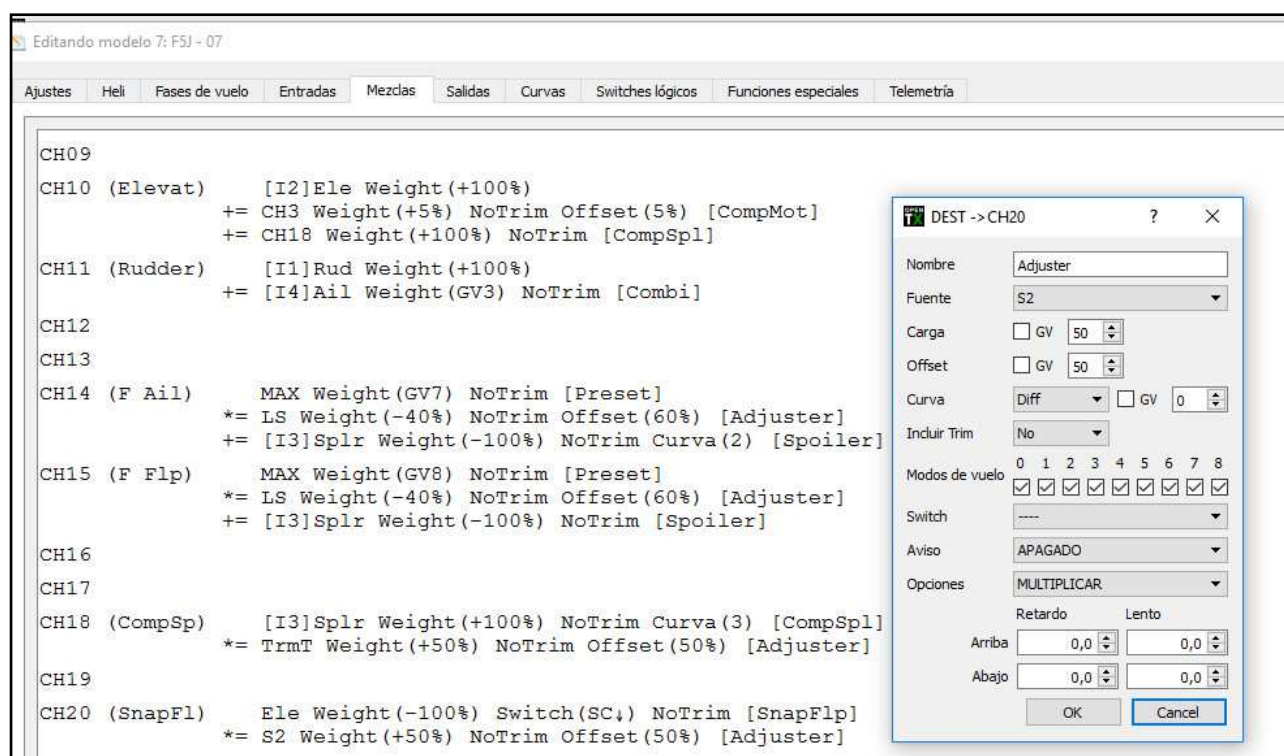 Editando modelo 7: F5J - 07
Ajustes Heli Fases de vuelo Entradas Mezclas Salidas Curvas Switches lógicos Funciones especiales Telemetría
CH09
CH10 (Elevat) [I2]Ele Weight(+100%)
+= CH3 Weight(+5%) NoTrim Offset(5%) [CompMot]
+= CH18 Weight(+100%) NoTrim [CompSpl]
CH11 (Rudder) [I1]Rud Weight(+100%)
+= [I4]Ail Weight(GV3) NoTrim [Combi]
CH12
CH13
CH14 (F Ail) MAX Weight(GV7) NoTrim [Preset]
*= LS Weight(-40%) NoTrim Offset(60%) [Adjuster]
+= [I3]Splr Weight(-100%) NoTrim Curva(2) [Spoiler]
CH15 (F Flp) MAX Weight(GV8) NoTrim [Preset]
*= LS Weight(-40%) NoTrim Offset(60%) [Adjuster]
+= [I3]Splr Weight(-100%) NoTrim [Spoiler]
CH16
CH17
CH18 (CompSp) [I3]Splr Weight(+100%) NoTrim Curva(3) [CompSpl]
*= TrmT Weight(+50%) NoTrim Offset(50%) [Adjuster]
CH19
CH20 (SnapFl) Ele Weight(-100%) Switch(SC↓) NoTrim [SnapFlp]
*= S2 Weight(+50%) NoTrim Offset(50%) [Adjuster]
OPEN TX DEST -> CH20 ?
Nombre Adjuster
Fuente S2
Carga GV 50
Offset GV 50
Curva Diff GV 0
Incluir Trim No
0 1 2 3 4 5 6 7 8
Modos de vuelo
Switch ----
Aviso APAGADO
Opciones MULTIPLICAR
Retardo Lento
Arriba 0,0 0,0
Abajo 0,0 0,0
OK Cancel